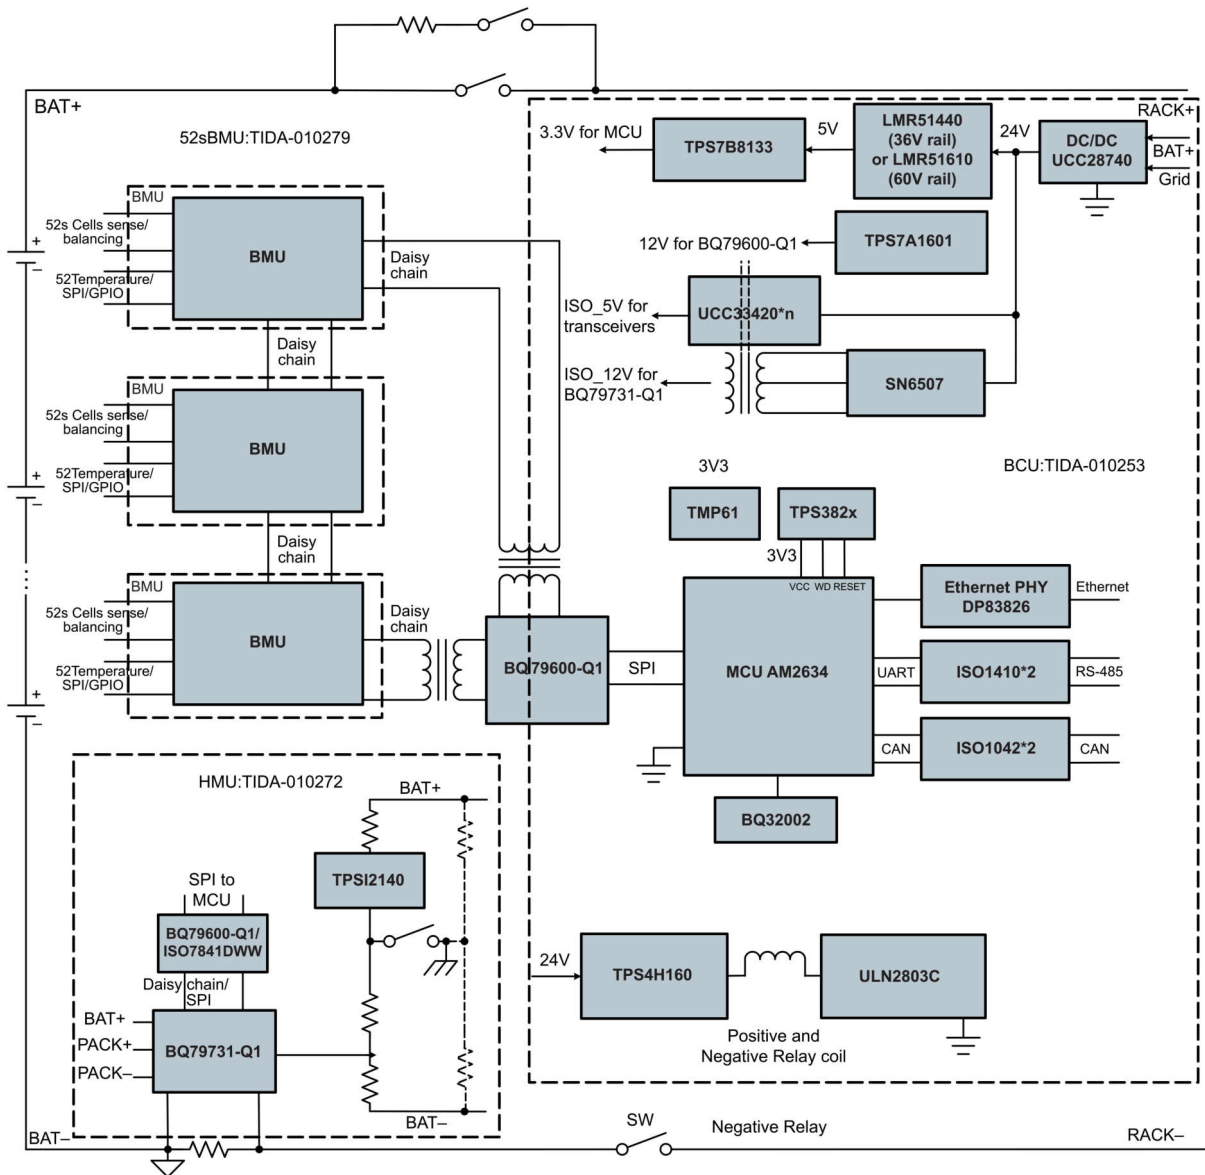 BAT+
52sBMU:TIDA-010279
BMU
52s Cells sense/
balancing
52Temperature/
SPI/GPIO
BMU
Daisy
chain
Daisy
chain
BMU
52s Cells sense/
balancing
52Temperature/
SPI/GPIO
BMU
Daisy
chain
BMU
52s Cells sense/
balancing
52Temperature/
SPI/GPIO
BMU
Daisy
chain
+
–
+
–
+
–
RACK+
BAT+
Grid
DC/DC
UCC28740
24V
LMR51440
(36V rail)
or LMR51610
(60V rail)
5V
TPS7B8133
3.3V for MCU
TPS7A1601
12V for BQ79600-Q1
UCC33420*n
ISO_5V for
transceivers
SN6507
ISO_12V for
BQ79731-Q1
BCU:TIDA-010253
3V3
TMP61
TPS382x
3V3
VCC WD RESET
MCU AM2634
BQ79600-Q1
SPI
Ethernet PHY
DP83826
Ethernet
UART
ISO1410*2
RS-485
CAN
ISO1042*2
CAN
BQ32002
HMU:TIDA-010272
BAT+
TPSI2140
SPI to
MCU
BQ79600-Q1/
ISO7841DWW
Daisy chain/
SPI
BAT+
PACK+
PACK–
BQ79731-Q1
BAT–
24V
TPS4H160
ULN2803C
Positive and
Negative Relay coil
BAT–
SW
Negative Relay
RACK–